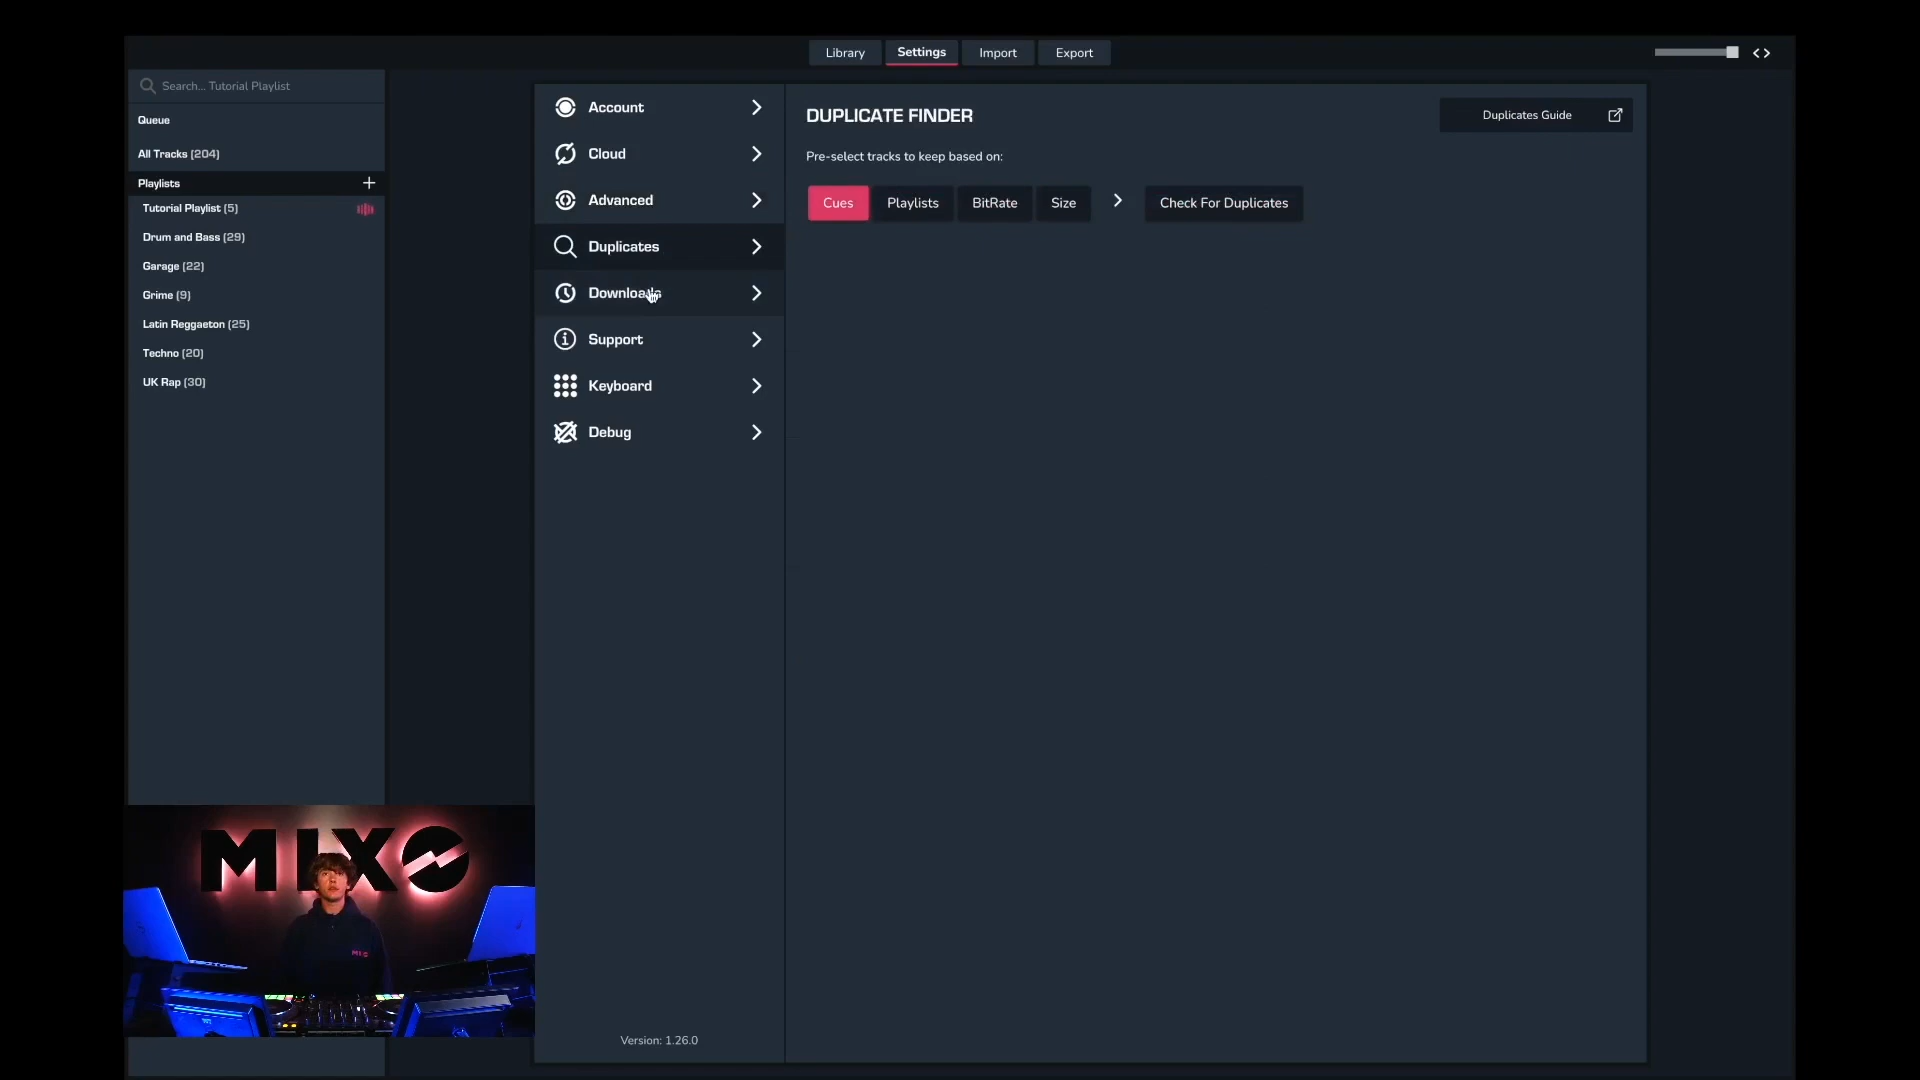 Library
Settings
Import
Export
Search... Tutorial Playlist
Queue
All Tracks (204)
Playlists
Tutorial Playlist (5)
Drum and Bass (29)
Garage (22)
Grime (9)
Latin Reggaeton (25)
Techno (20)
UK Rap (30)
Account
Cloud
Advanced
Duplicates
Downloads
Support
Keyboard
Debug
Version: 1.26.0
DUPLICATE FINDER
Duplicates Guide
Pre-select tracks to keep based on:
Cues
Playlists
BitRate
Size
Check For Duplicates
MIXO
MIXO